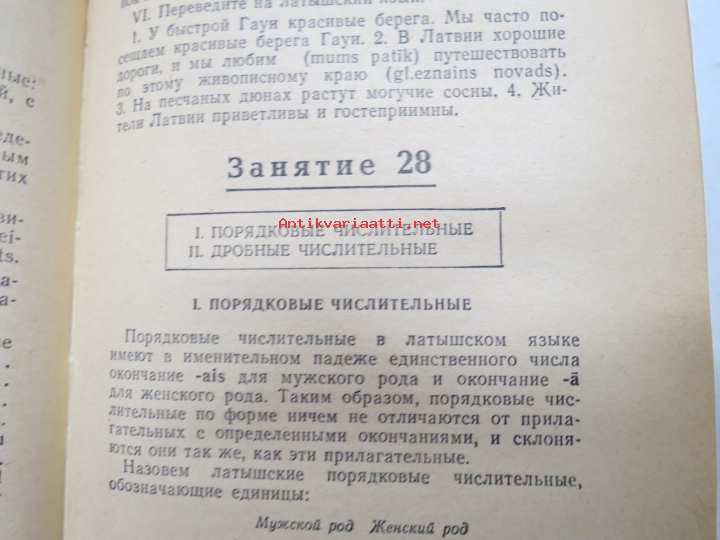 VI. Переведите на латышский язык.
1. У быстрой Гауи красивые берега. Мы часто по-
сещаем красивые берега Гауи. 2. В Латвии хорошие
дороги, и мы любим (mums patīk) путешествовать
по этому живописному краю (gl.eznains novads).
3. На песчаных дюнах растут могучие сосны. 4. Жи-
тели Латвии приветливы и гостеприимны.
Занятие 28
Antikvariaatti.net
I. ПОРЯДКОВЫЕ ЧИСЛИТЕЛЬНЫЕ
II. ДРОБНЫЕ ЧИСЛИТЕЛЬНЫЕ
I. ПОРЯДКОВЫЕ ЧИСЛИТЕЛЬНЫЕ
Порядковые числительные в латышском языке
имеют в именительном падеже единственного числа
окончание -ais для мужского рода и окончание -ā
для женского рода. Таким образом, порядковые чис-
лительные по форме ничем не отличаются от прила-
гательных с определенными окончаниями, и склоня-
ются они так же, как эти прилагательные.
Назовем латышские порядковые числительные,
обозначающие единицы:
Мужской род Женский род